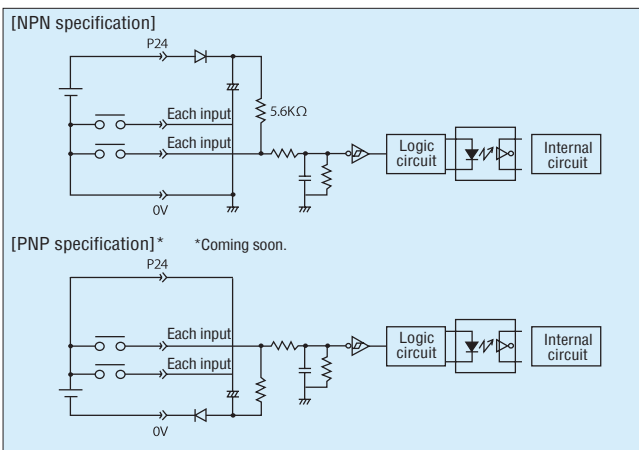 [NPN specification]
P24
5.6KΩ
Each input
Each input
Logic circuit
Internal circuit
0V
[PNP specification]* *Coming soon.
P24
Each input
Each input
Logic circuit
Internal circuit
0V